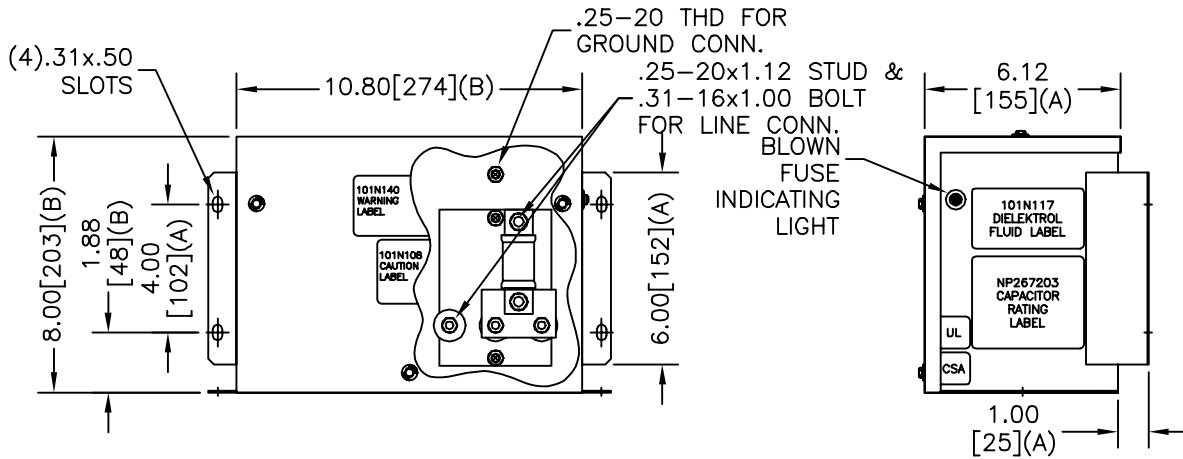 .25-20 THD FOR
GROUND CONN.
(4).31x.50
SLOTS
10.80[274](B)
.25-20x1.12 STUD &
.31-16x1.00 BOLT
FOR LINE CONN.
6.12
[155](A)
BLOWN
FUSE
INDICATING
LIGHT
8.00[203](B)
1.88
[48](B)
4.00
[102](A)
101N140
WARNING
LABEL
101N108
CAUTION
LABEL
6.00[152](A)
101N117
DIELEKTROL
FLUID LABEL
NP267203
CAPACITOR
RATING
LABEL
UL
CSA
1.00
[25](A)